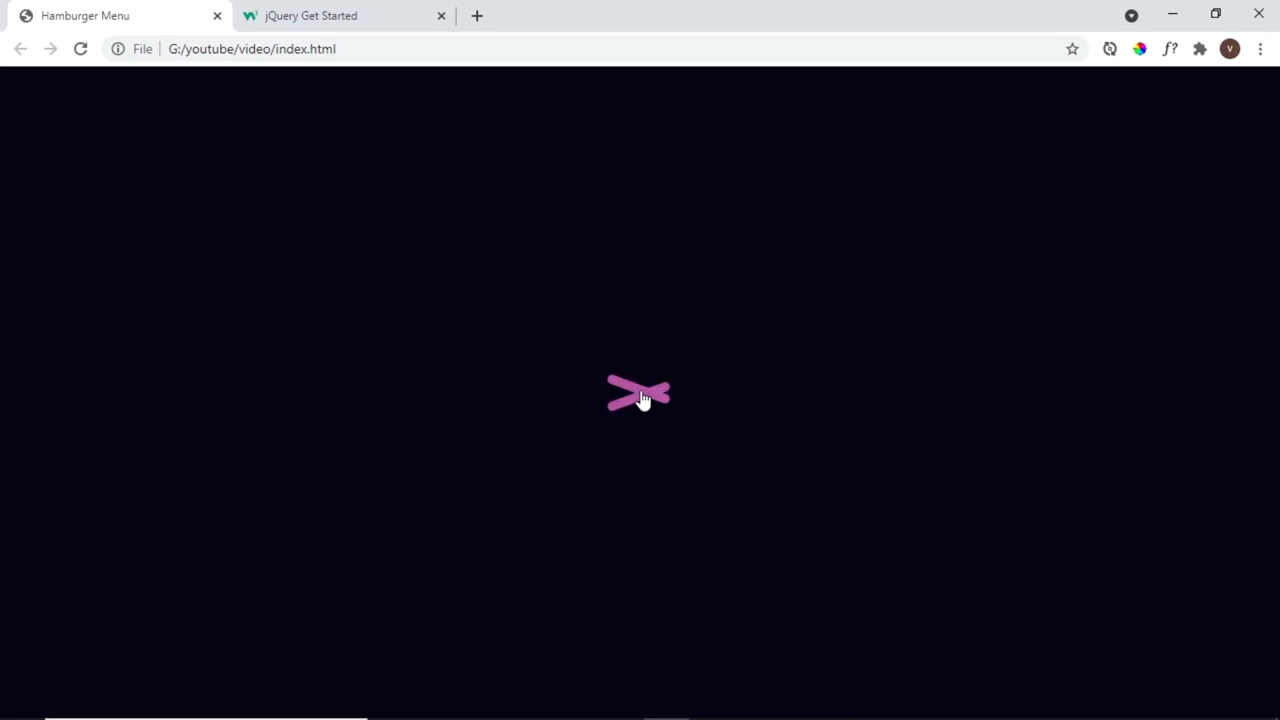 Hamburger Menu
jQuery Get Started
File
G:/youtube/video/index.html
f?
V